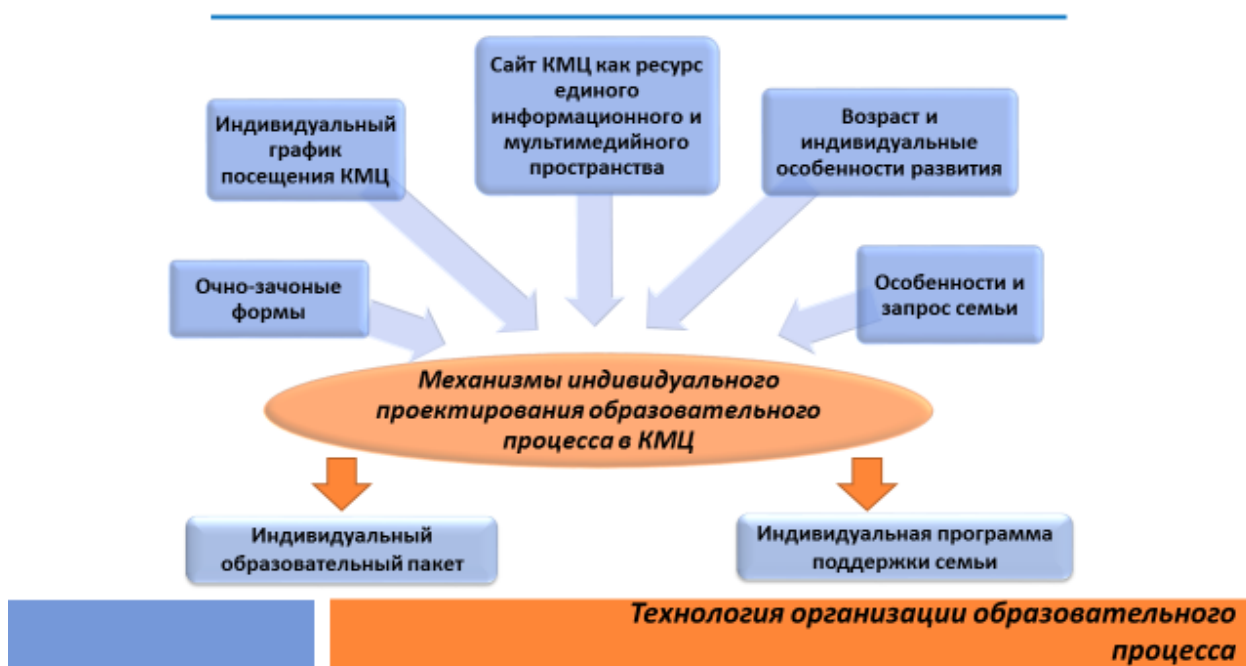 Сайт КМЦ как ресурс
единого
информационного и
мультимедийного
пространства
Индивидуальный
график
посещения КМЦ
Возраст и
индивидуальные
особенности развития
Очно-зачоные
формы
Особенности и
запрос семьи
Механизмы индивидуального
проектирования образовательного
процесса в КМЦ
Индивидуальный
образовательный пакет
Индивидуальная программа
поддержки семьи
Технология организации образовательного
процесса